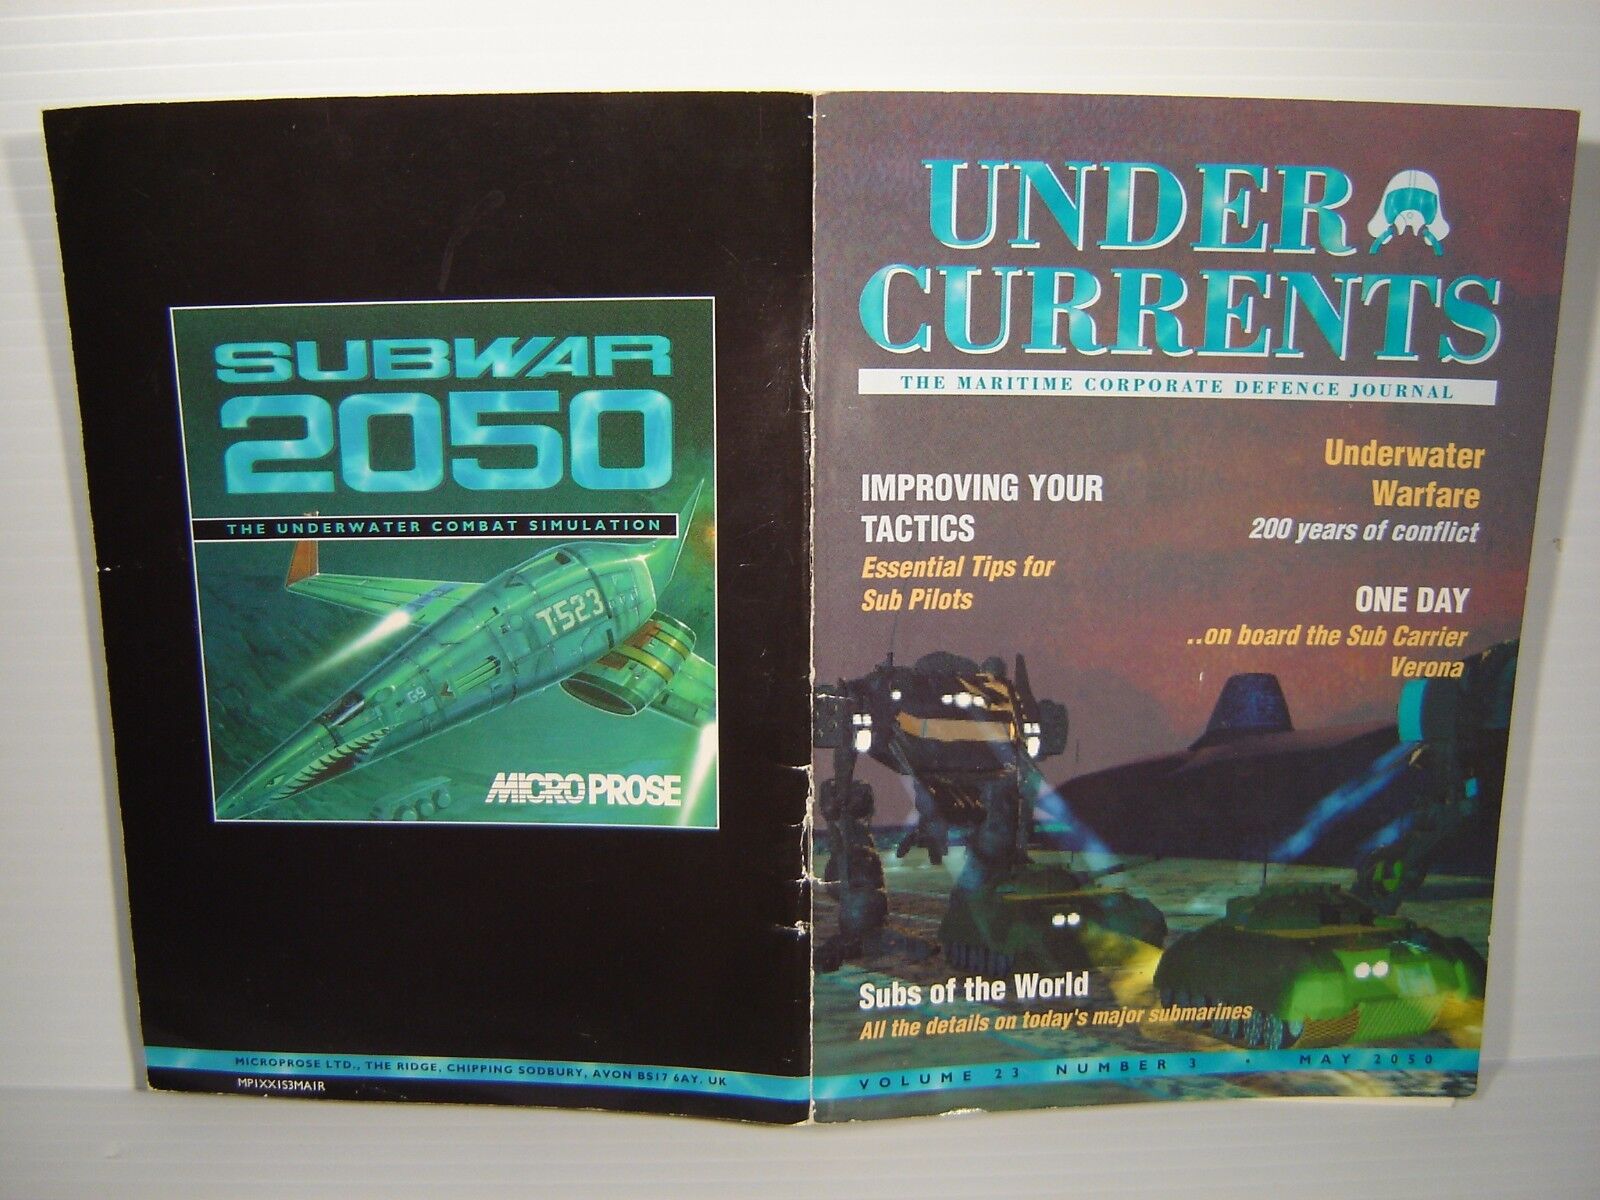 SUBWAR
2050
THE UNDERWATER COMBAT SIMULATION
T-523
G9
MICROPROSE
MICROPROSE LTD., THE RIDGE, CHIPPING SODBURY, AVON BS17 6AY. UK
MP1XX1S3MA1R
UNDER
CURRENTS
THE MARITIME CORPORATE DEFENCE JOURNAL
IMPROVING YOUR
TACTICS
Essential Tips for
Sub Pilots
Underwater
Warfare
200 years of conflict
ONE DAY
..on board the Sub Carrier
Verona
Subs of the World
All the details on today's major submarines
VOLUME 23 NUMBER 3 • MAY 2050